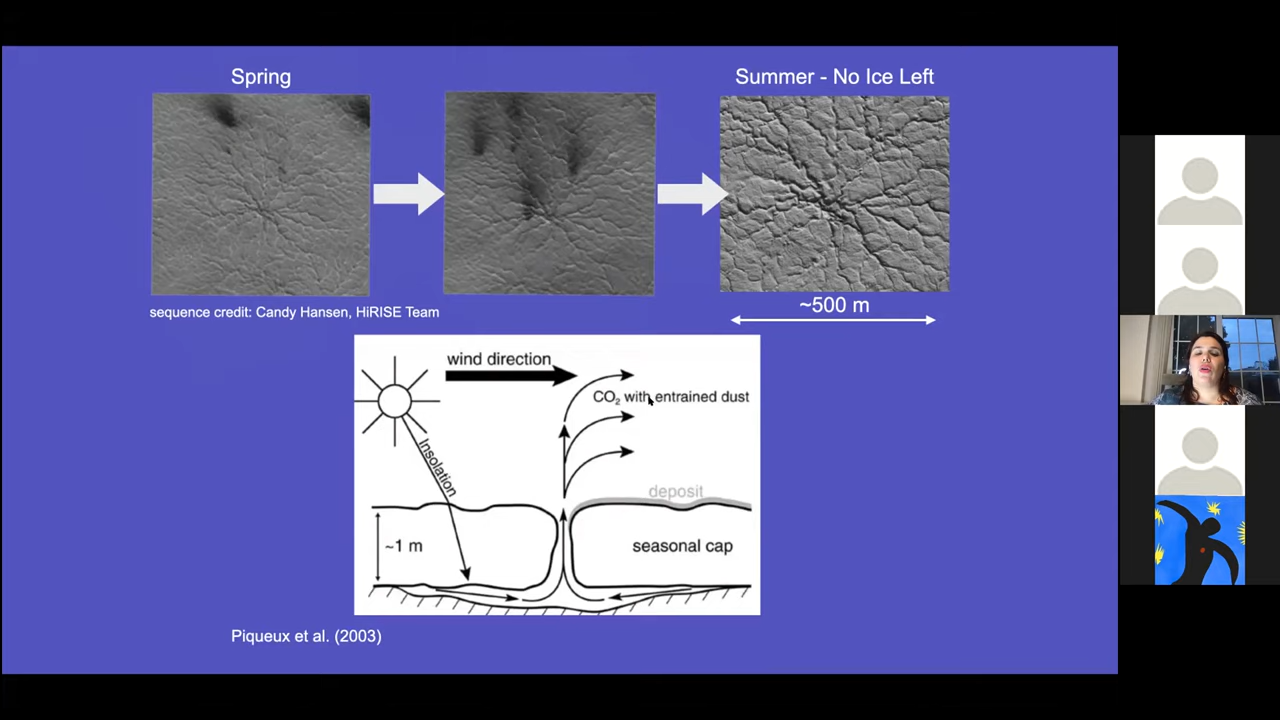 Spring
Summer - No Ice Left
sequence credit: Candy Hansen, HiRISE Team
~500 m
wind direction
CO₂ with entrained dust
Insolation
deposit
~1 m
seasonal cap
Piqueux et al. (2003)